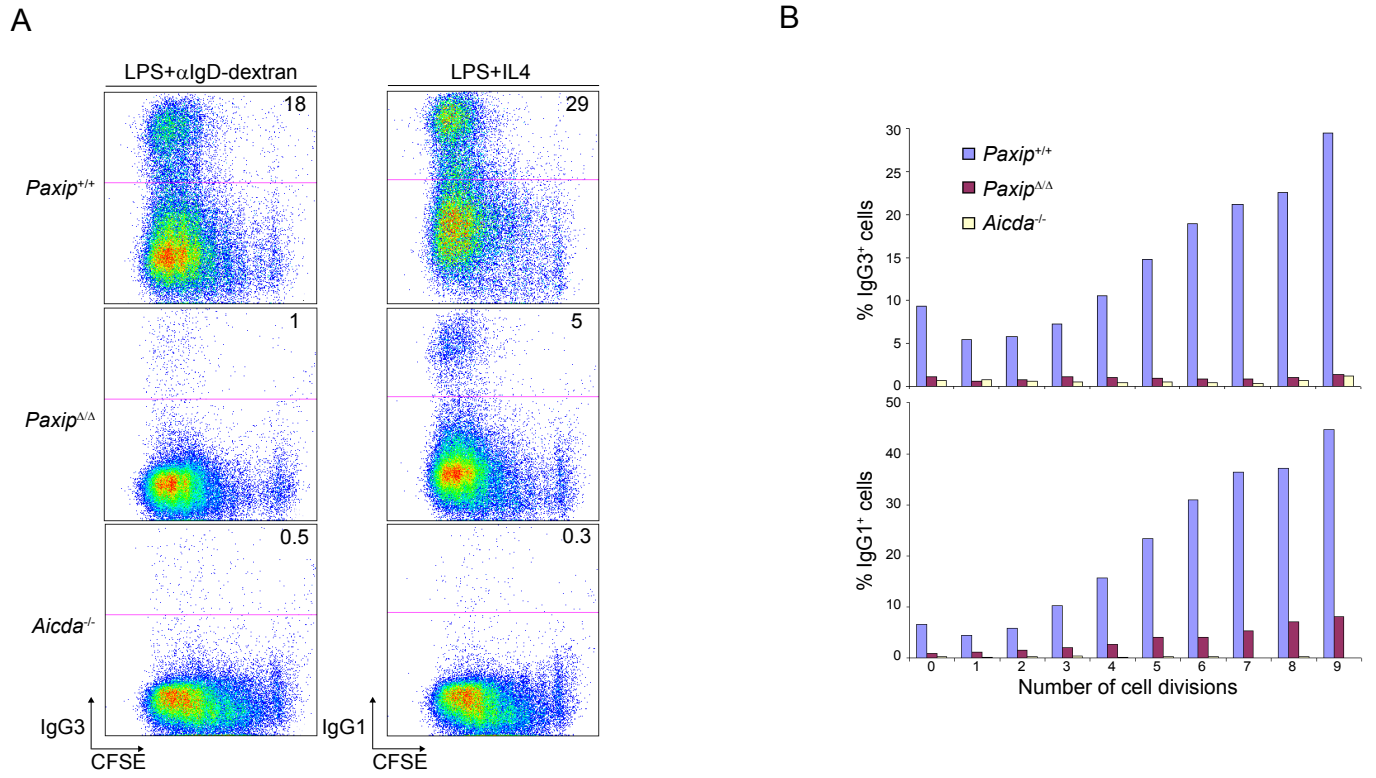 A
B
LPS+αIgD-dextran
LPS+IL4
Paxip+/+
18
29
PaxipΔ/Δ
1
5
Aicda-/-
0.5
0.3
IgG3
CFSE
IgG1
CFSE
% IgG3+ cells
30
25
20
15
10
5
0
Paxip+/+
PaxipΔ/Δ
Aicda-/-
% IgG1+ cells
50
40
30
20
10
0
0 1 2 3 4 5 6 7 8 9
Number of cell divisions